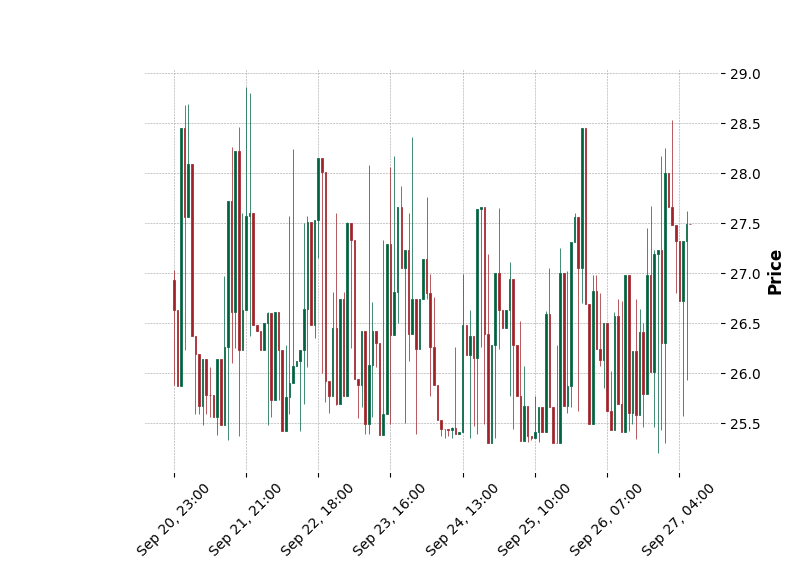 29.0
28.5
28.0
27.5
27.0
26.5
26.0
25.5
Price
Sep 20, 23:00
Sep 21, 21:00
Sep 22, 18:00
Sep 23, 16:00
Sep 24, 13:00
Sep 25, 10:00
Sep 26, 07:00
Sep 27, 04:00